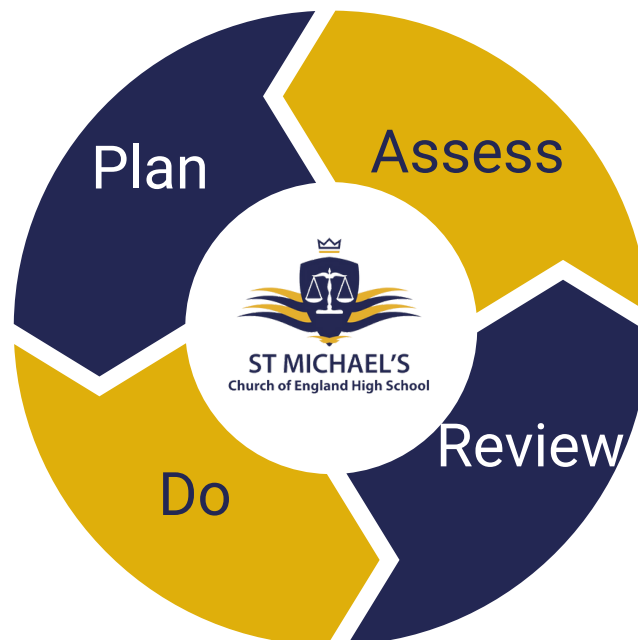 Plan
Assess
ST MICHAEL'S
Church of England High School
Review
Do